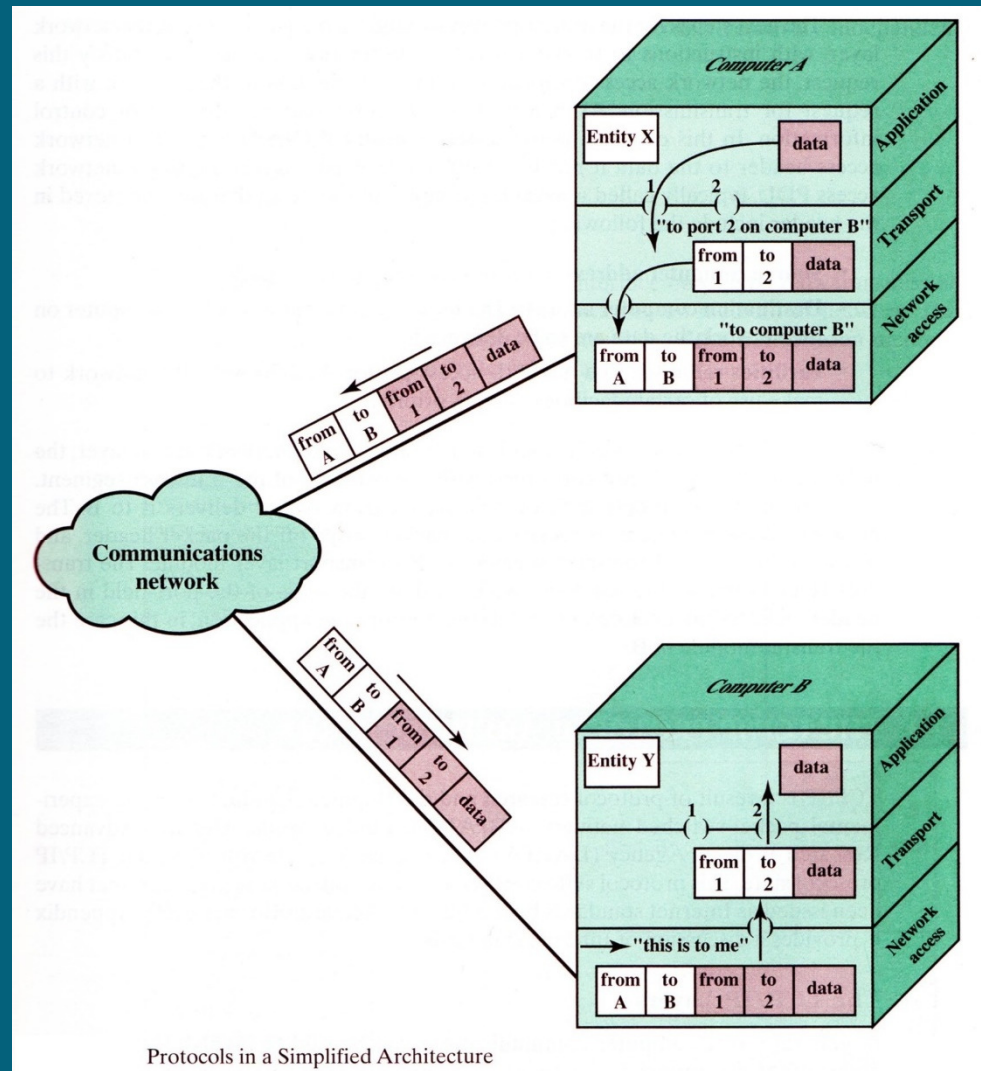 Computer A
Application
Transport
Network access
Entity X
data
1 2
"to port 2 on computer B"
from 1 to 2 data
"to computer B"
from A to B from 1 to 2 data
from A to B from 1 to 2 data
Communications
network
from A to B from 1 to 2 data
Computer B
Application
Transport
Network access
Entity Y
data
1 2
from 1 to 2 data
"this is to me"
from A to B from 1 to 2 data
Protocols in a Simplified Architecture